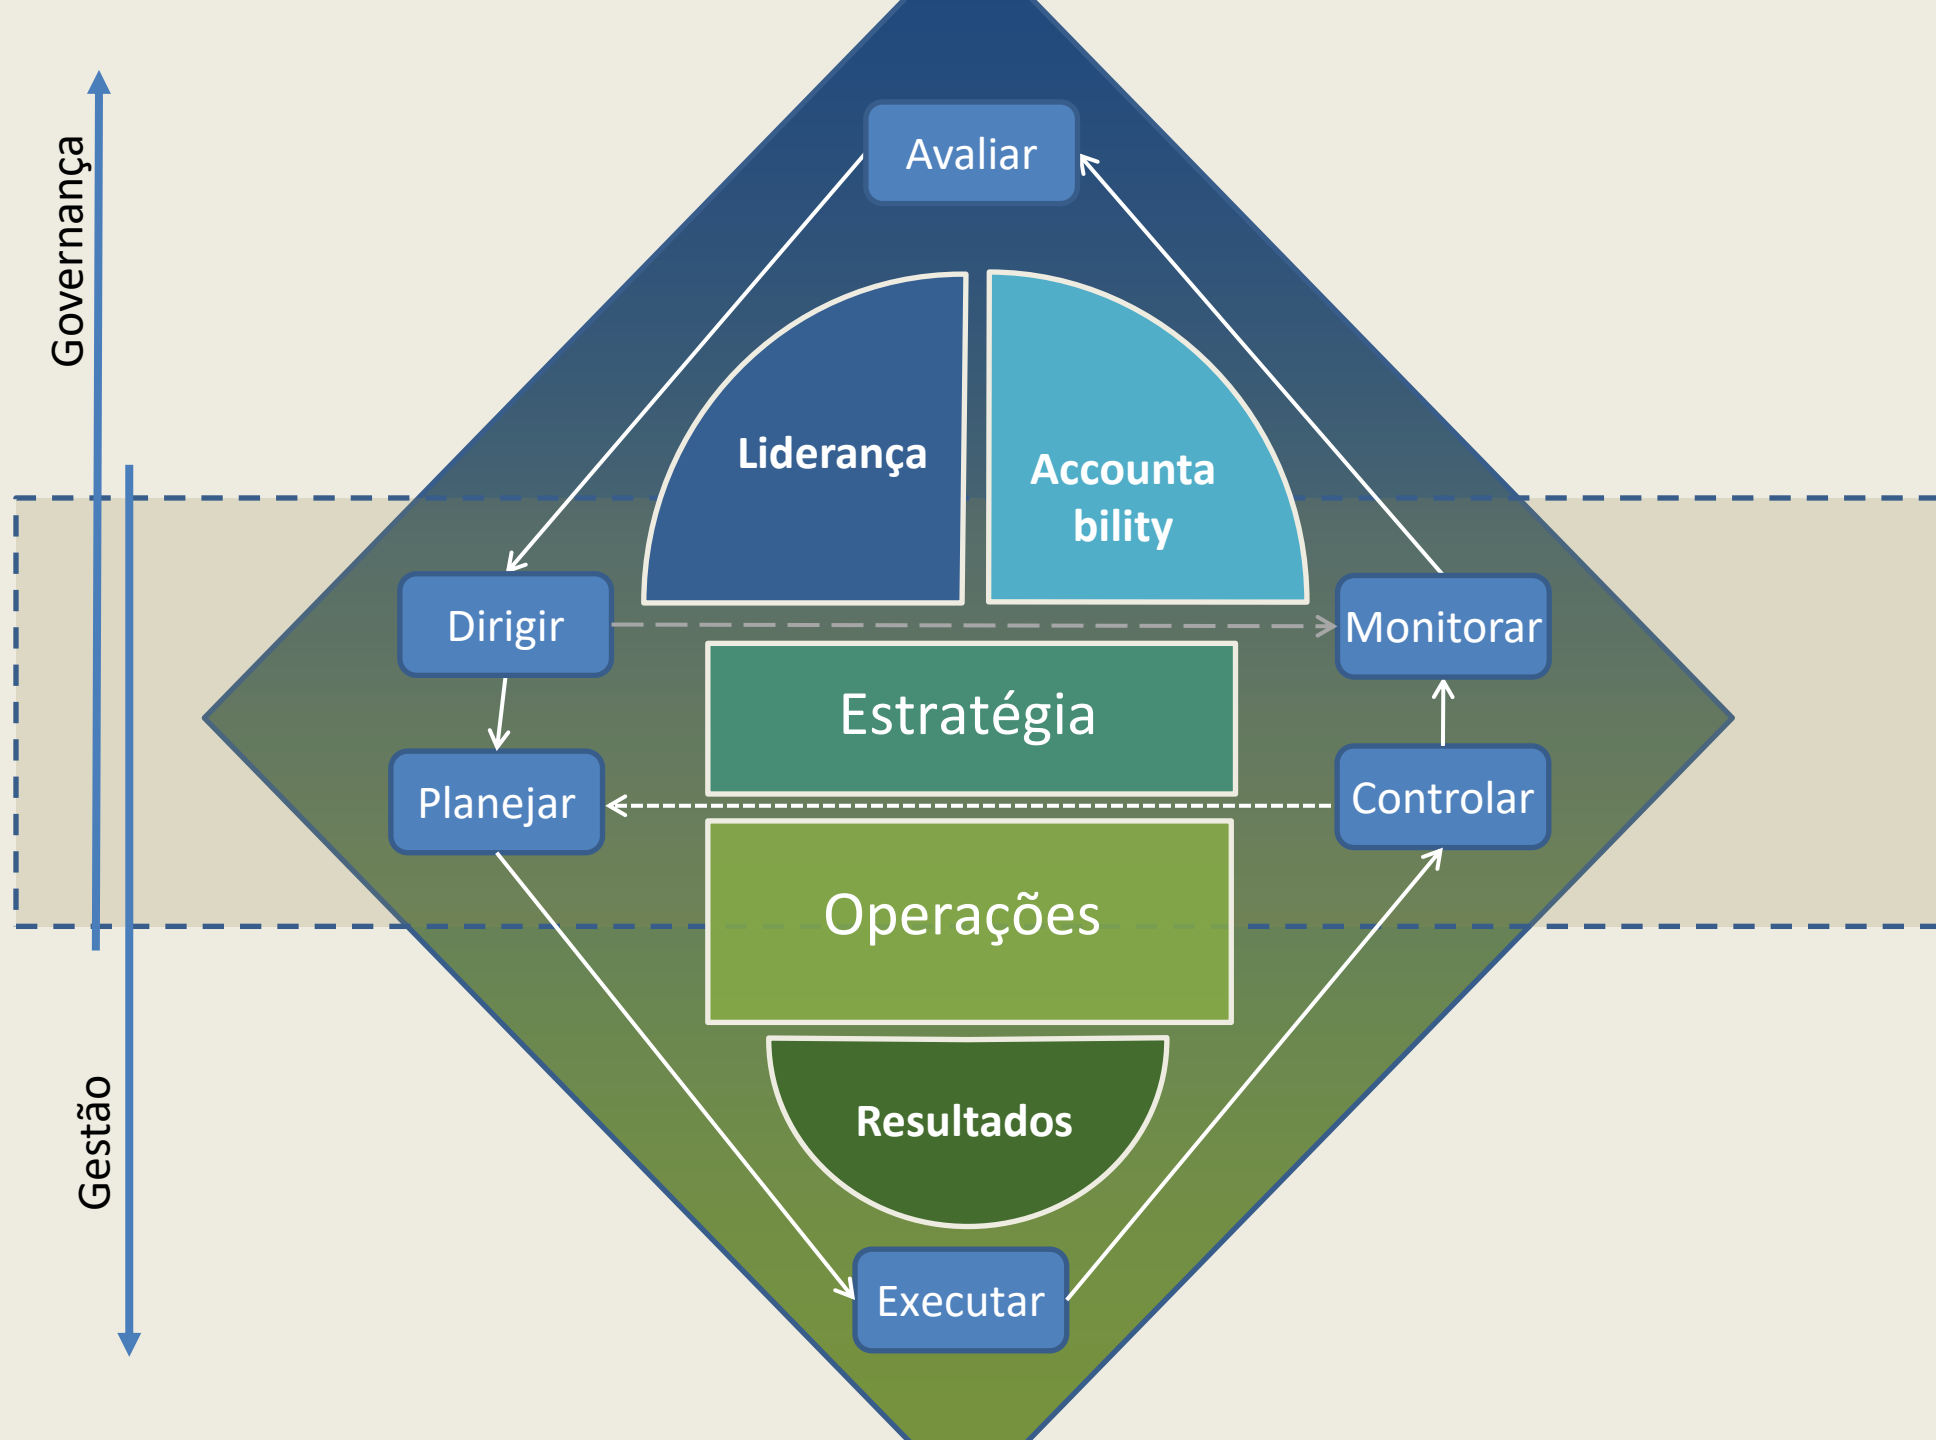 Governança
Avaliar
Liderança
Accounta
bility
Dirigir
Monitorar
Estratégia
Planejar
Controlar
Operações
Gestão
Resultados
Executar